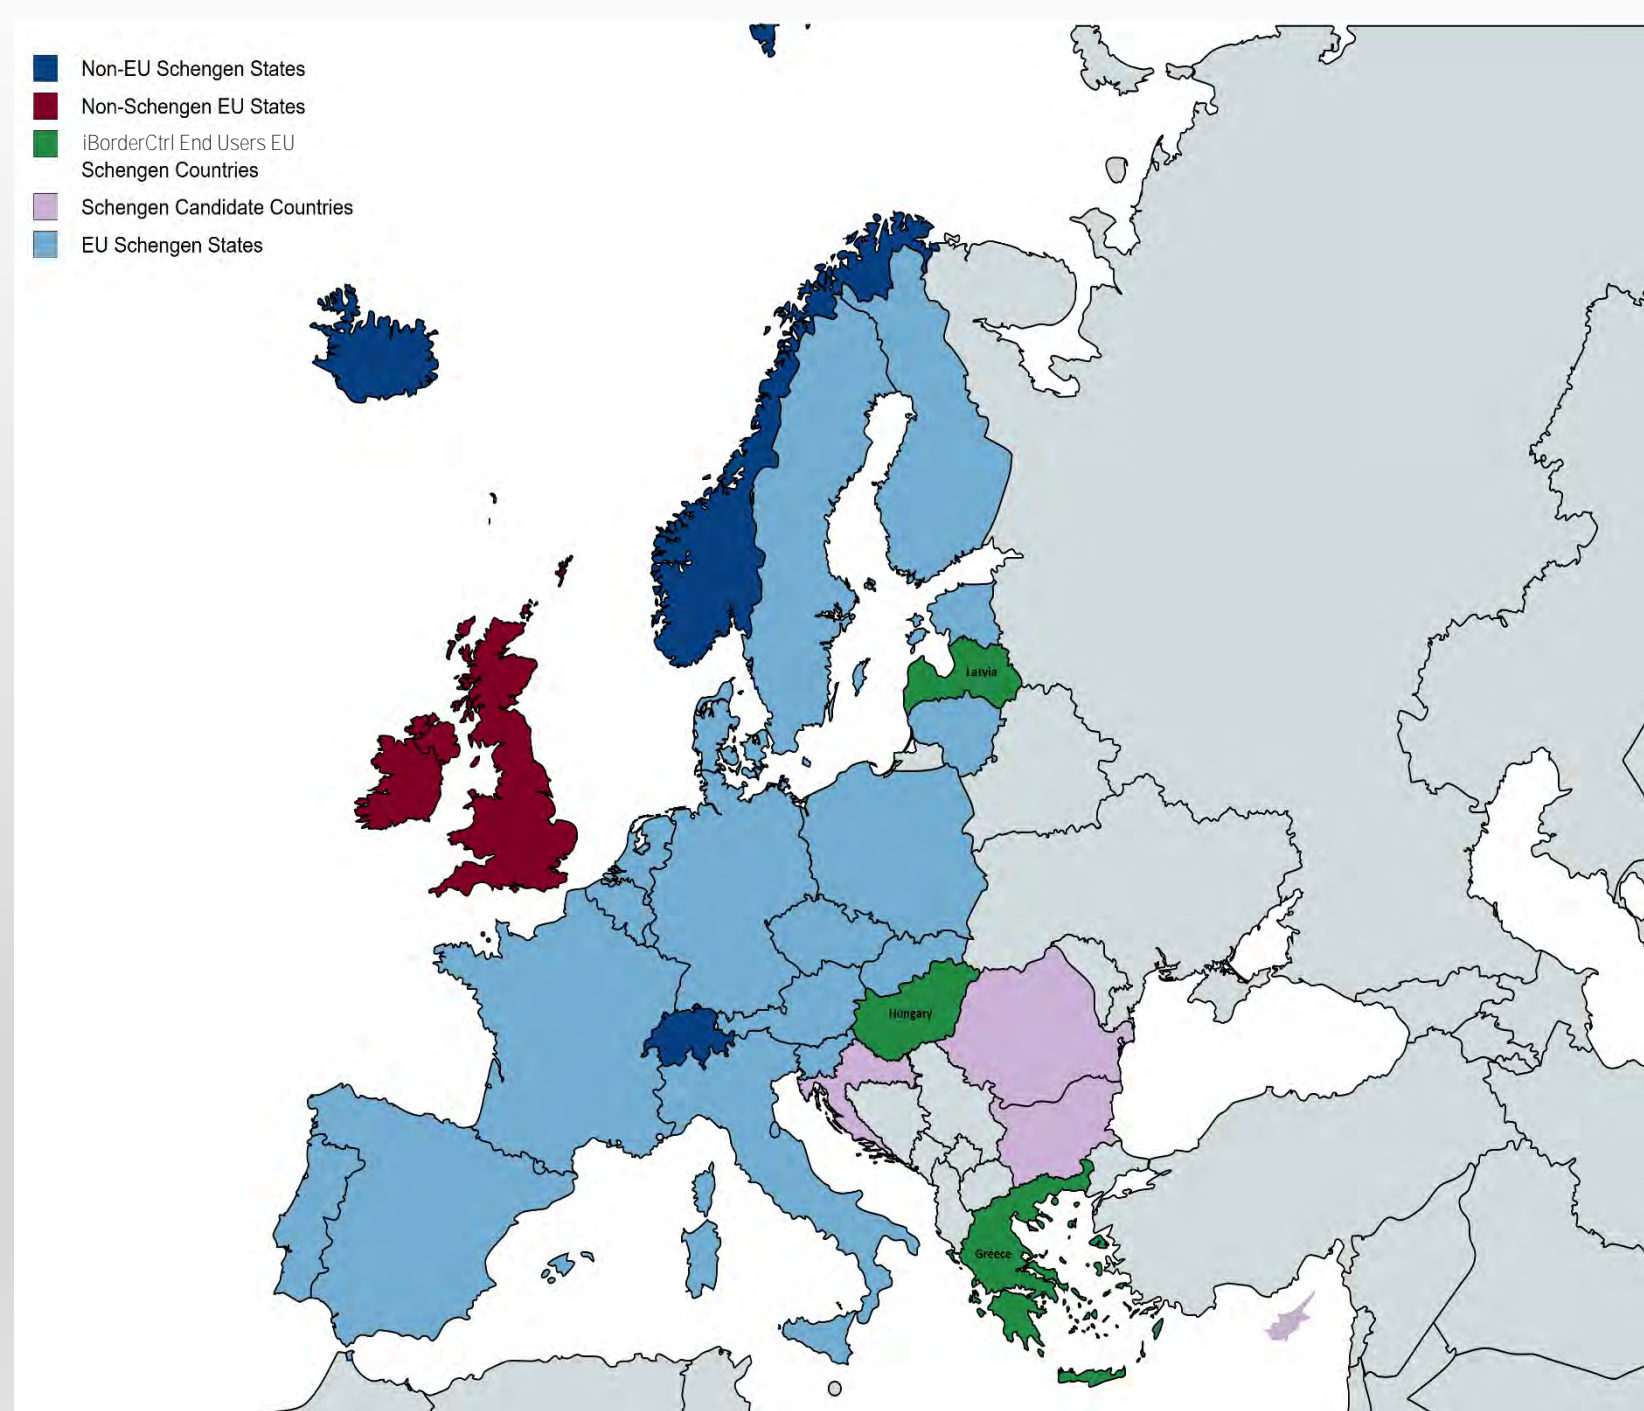 Non-EU Schengen States
Non-Schengen EU States
iBorderCtrl End Users EU
Schengen Countries
Schengen Candidate Countries
EU Schengen States
Latvia
Hungary
Greece